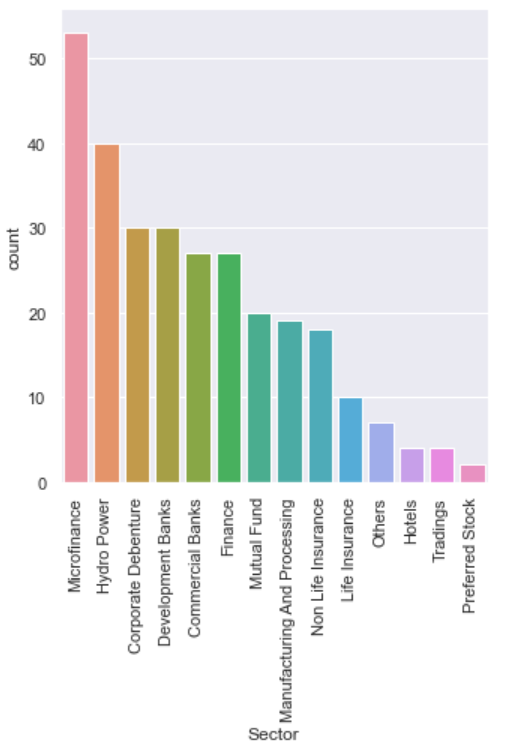 count
50
40
30
20
10
0
Microfinance
Hydro Power
Corporate Debenture
Development Banks
Commercial Banks
Finance
Mutual Fund
Manufacturing And Processing
Non Life Insurance
Life Insurance
Others
Hotels
Tradings
Preferred Stock
Sector